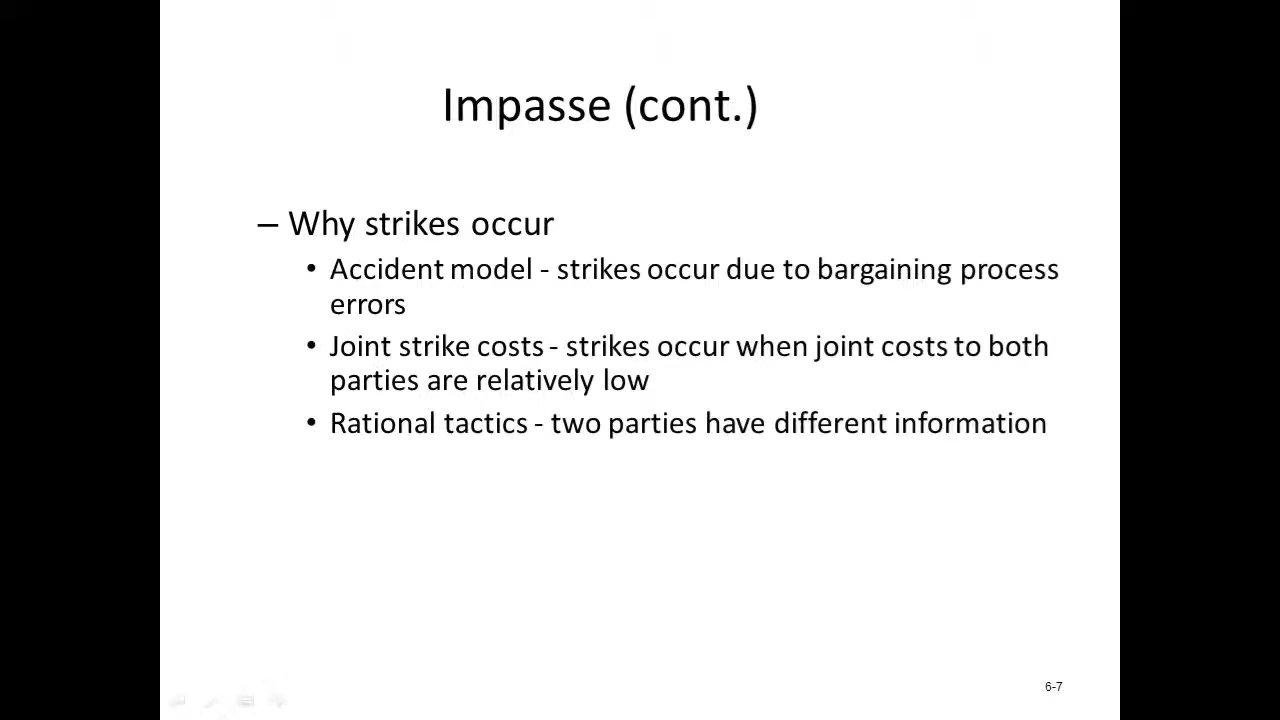 Impasse (cont.)
– Why strikes occur
• Accident model - strikes occur due to bargaining process
errors
• Joint strike costs - strikes occur when joint costs to both
parties are relatively low
• Rational tactics - two parties have different information
6-7